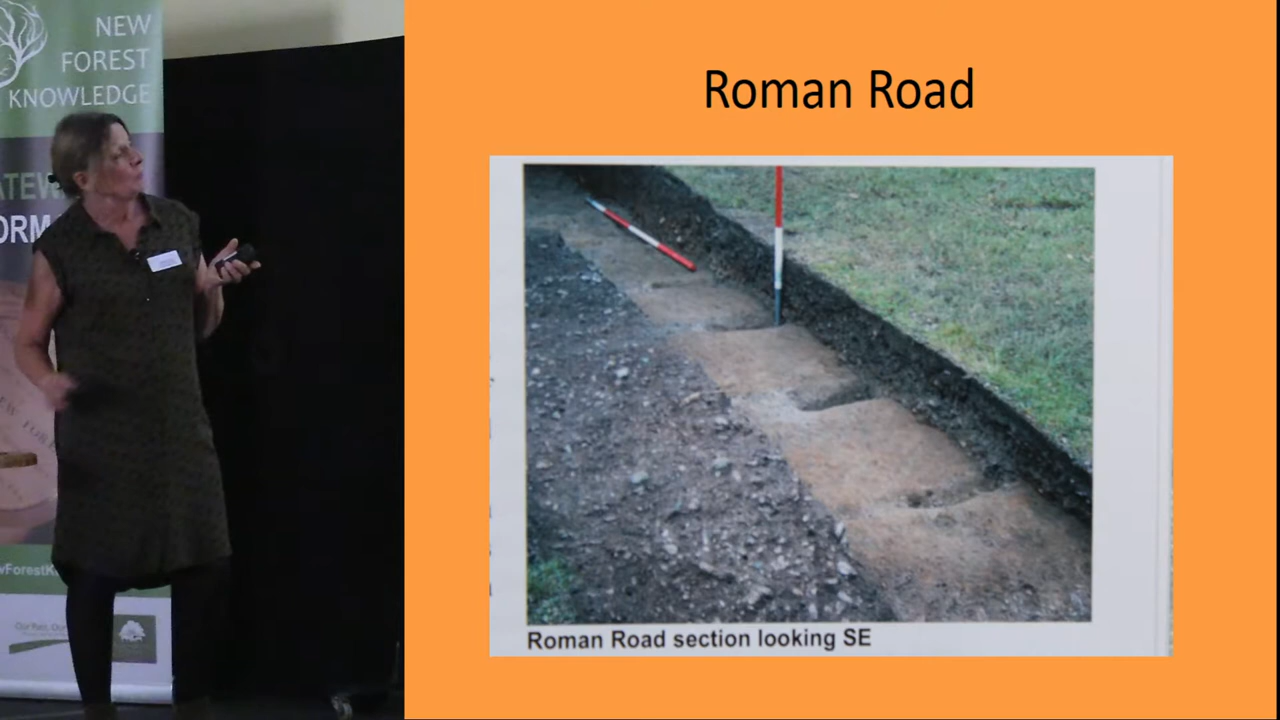 NEW
FOREST
KNOWLEDGE
Roman Road
Roman Road section looking SE